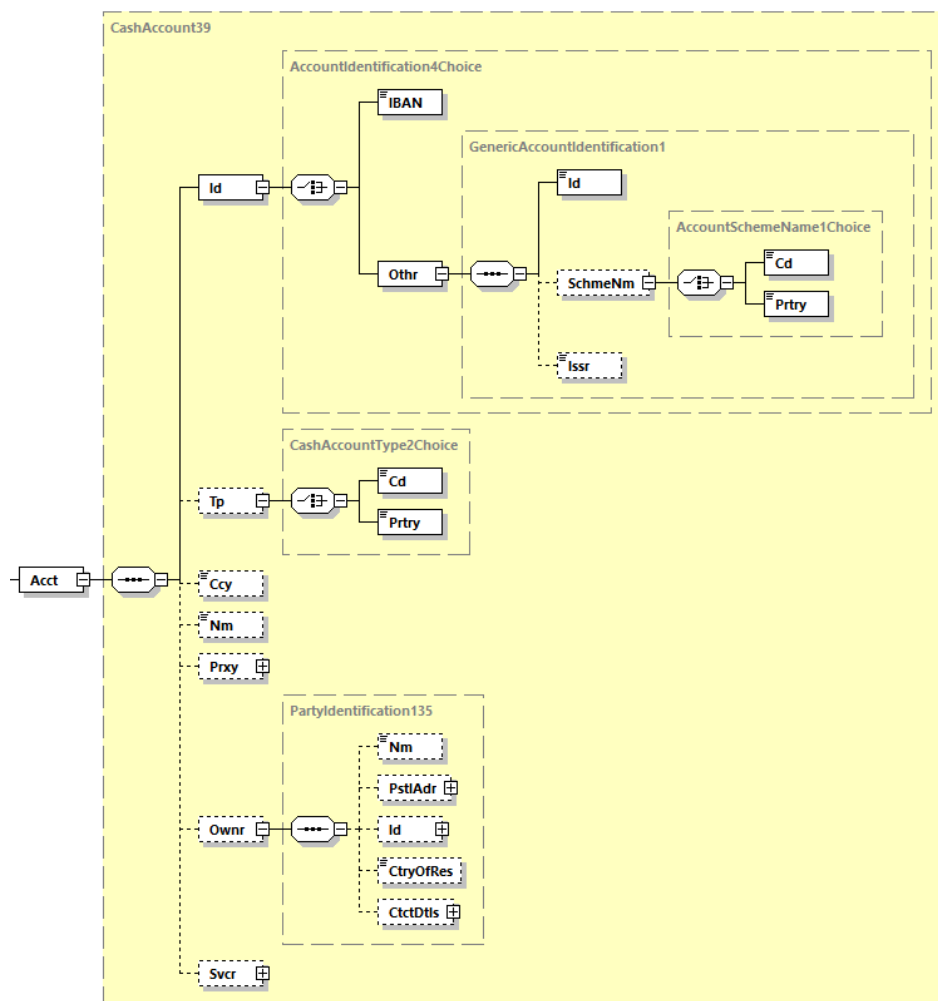 CashAccount39
AccountIdentification4Choice
IBAN
GenericAccountIdentification1
Id
Id
AccountSchemeName1Choice
Cd
Othr
SchmeNm
Prtry
Issr
CashAccountType2Choice
Cd
Tp
Prtry
Acct
Ccy
Nm
Prxy
PartyIdentification135
Nm
PstlAdr
Ownr
Id
CtryOfRes
CtctDtls
Svcr